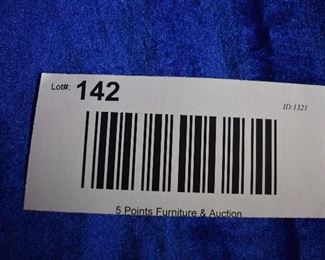 Lot#: 142
ID:1321
5 Points Furniture & Auction